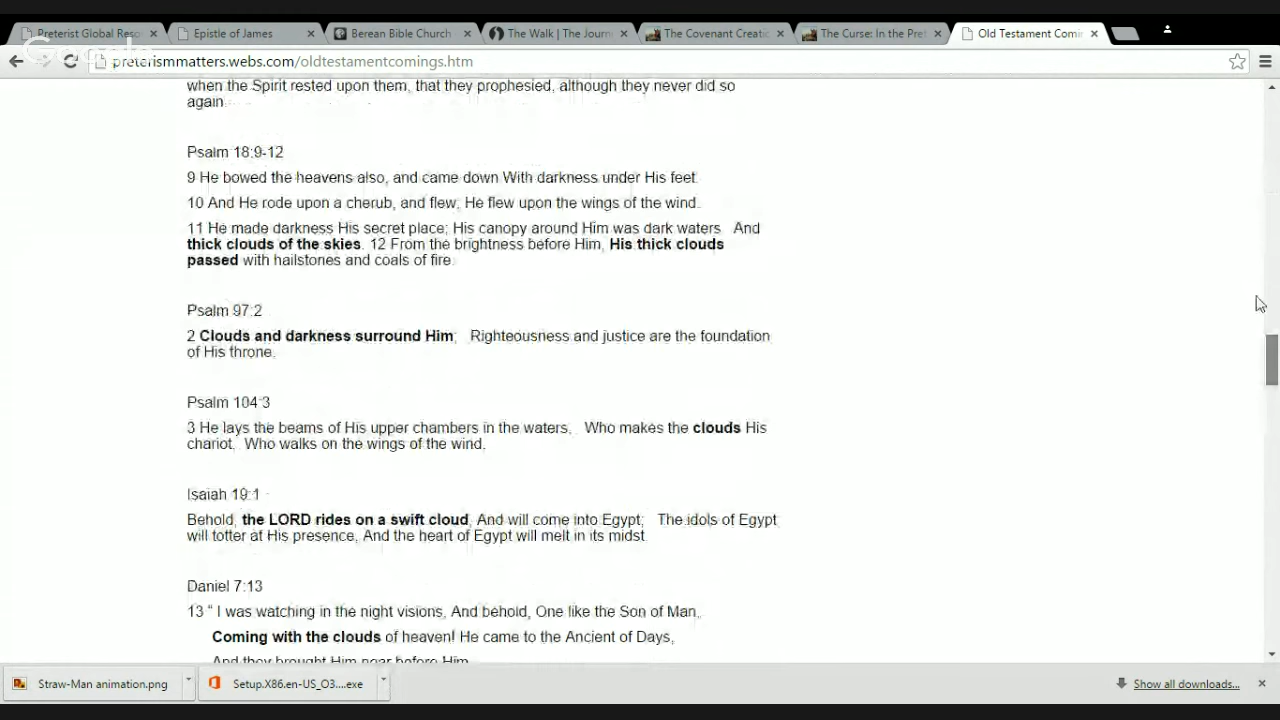 Preterist Global Reso
Epistle of James
Berean Bible Church
The Walk | The Journ
The Covenant Creatic
The Curse: In the Pret
Old Testament Comin
Google
preterismmatters.webs.com/oldtestamentcomings.htm
when the Spirit rested upon them, that they prophesied, although they never did so
again.
Psalm 18:9-12
9 He bowed the heavens also, and came down With darkness under His feet.
10 And He rode upon a cherub, and flew; He flew upon the wings of the wind.
11 He made darkness His secret place; His canopy around Him was dark waters And
thick clouds of the skies. 12 From the brightness before Him, His thick clouds
passed with hailstones and coals of fire.
Psalm 97:2
2 Clouds and darkness surround Him; Righteousness and justice are the foundation
of His throne.
Psalm 104:3
3 He lays the beams of His upper chambers in the waters, Who makes the clouds His
chariot, Who walks on the wings of the wind.
Isaiah 19:1
Behold, the LORD rides on a swift cloud, And will come into Egypt; The idols of Egypt
will totter at His presence, And the heart of Egypt will melt in its midst.
Daniel 7:13
13 “ I was watching in the night visions, And behold, One like the Son of Man,
Coming with the clouds of heaven! He came to the Ancient of Days,
And they brought Him near before Him.
Straw-Man animation.png
Setup.X86.en-US_O3....exe
Show all downloads...